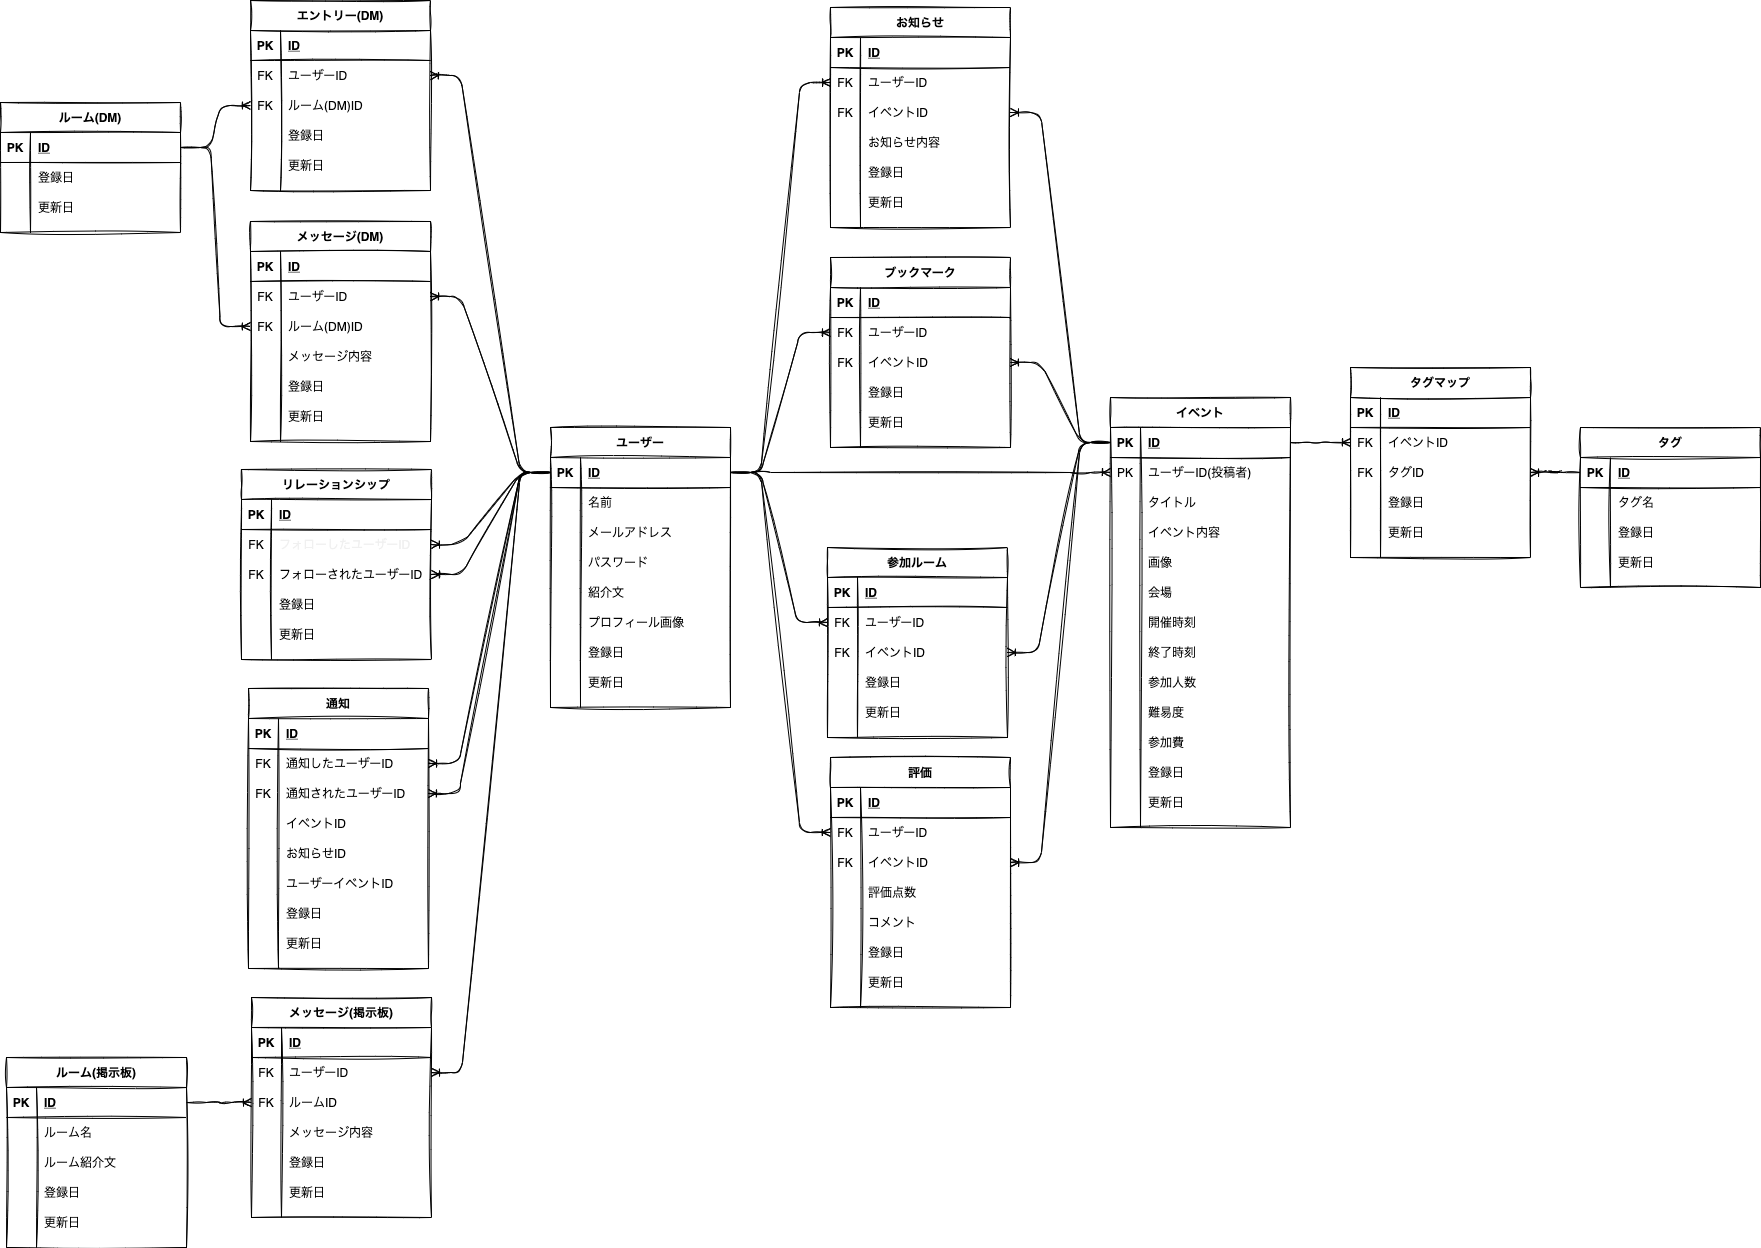 エントリー(DM)
PK ID
FK ユーザーID
FK ルーム(DM)ID
登録日
更新日
ルーム(DM)
PK ID
登録日
更新日
メッセージ(DM)
PK ID
FK ユーザーID
FK ルーム(DM)ID
メッセージ内容
登録日
更新日
リレーションシップ
PK ID
FK フォローしたユーザーID
FK フォローされたユーザーID
登録日
更新日
通知
PK ID
FK 通知したユーザーID
FK 通知されたユーザーID
イベントID
お知らせID
ユーザーイベントID
登録日
更新日
メッセージ(掲示板)
PK ID
FK ユーザーID
FK ルームID
メッセージ内容
登録日
更新日
ルーム(掲示板)
PK ID
ルーム名
ルーム紹介文
登録日
更新日
ユーザー
PK ID
名前
メールアドレス
パスワード
紹介文
プロフィール画像
登録日
更新日
お知らせ
PK ID
FK ユーザーID
FK イベントID
お知らせ内容
登録日
更新日
ブックマーク
PK ID
FK ユーザーID
FK イベントID
登録日
更新日
参加ルーム
PK ID
FK ユーザーID
FK イベントID
登録日
更新日
評価
PK ID
FK ユーザーID
FK イベントID
評価点数
コメント
登録日
更新日
イベント
PK ID
PK ユーザーID(投稿者)
タイトル
イベント内容
画像
会場
開催時刻
終了時刻
参加人数
難易度
参加費
登録日
更新日
タグマップ
PK ID
FK イベントID
FK タグID
登録日
更新日
タグ
PK ID
タグ名
登録日
更新日